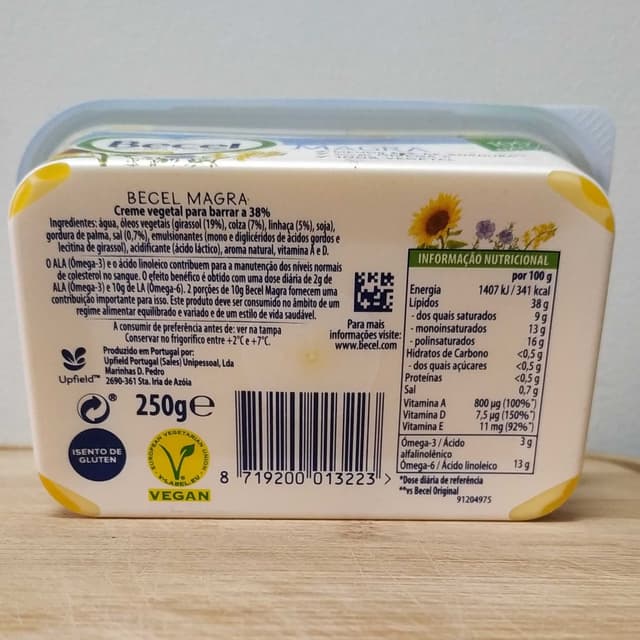 Becel
MAGRA
BECEL MAGRA
Creme vegetal para barrar a 38%
Ingredientes: água, óleos vegetais (girassol (19%), colza (7%), linhaça (5%), soja),
gordura de palma, sal (0,7%), emulsionantes (mono e diglicéridos de ácidos gordos e
lecitina de girassol), acidificante (ácido láctico), aroma natural, vitamina A e D.
O ALA (Ómega-3) e o ácido linoleico contribuem para a manutenção dos níveis normais
de colesterol no sangue. O efeito benéfico é obtido com uma dose diária de 2g de
ALA (Ómega-3) e 10g de LA (Ómega-6). 2 porções de 10g Becel Magra fornecem uma
contribuição importante para isso. Este produto deve ser consumido no âmbito de um
regime alimentar equilibrado e variado e de um estilo de vida saudável.
A consumir de preferência antes de: ver na tampa
Conservar no frigorífico entre +2°C e +7°C.
Produzido em Portugal por:
Upfield Portugal (Sales) Unipessoal, Lda
Marinhas D. Pedro
2690-361 Sta. Iria de Azóia
Upfield™
Para mais
informações visite:
www.becel.com
250g℮
ISENTO DE
GLÚTEN
EUROPEAN VEGETARIAN UNION
V-LABEL.EU
VEGAN
8 719200 013223 >
INFORMAÇÃO NUTRICIONAL
por 100 g
Energia 1407 kJ / 341 kcal
Lípidos 38 g
- dos quais saturados 9 g
- monoinsaturados 13 g
- polinsaturados 16 g
Hidratos de Carbono <0,5 g
- dos quais açúcares <0,5 g
Proteínas <0,5 g
Sal 0,7 g
Vitamina A 800 µg (100%*)
Vitamina D 7,5 µg (150%*)
Vitamina E 11 mg (92%*)
Ómega-3 / Ácido 3 g
alfalinolénico
Ómega-6 / Ácido linoleico 13 g
*Dose diária de referência
**vs Becel Original
91204975